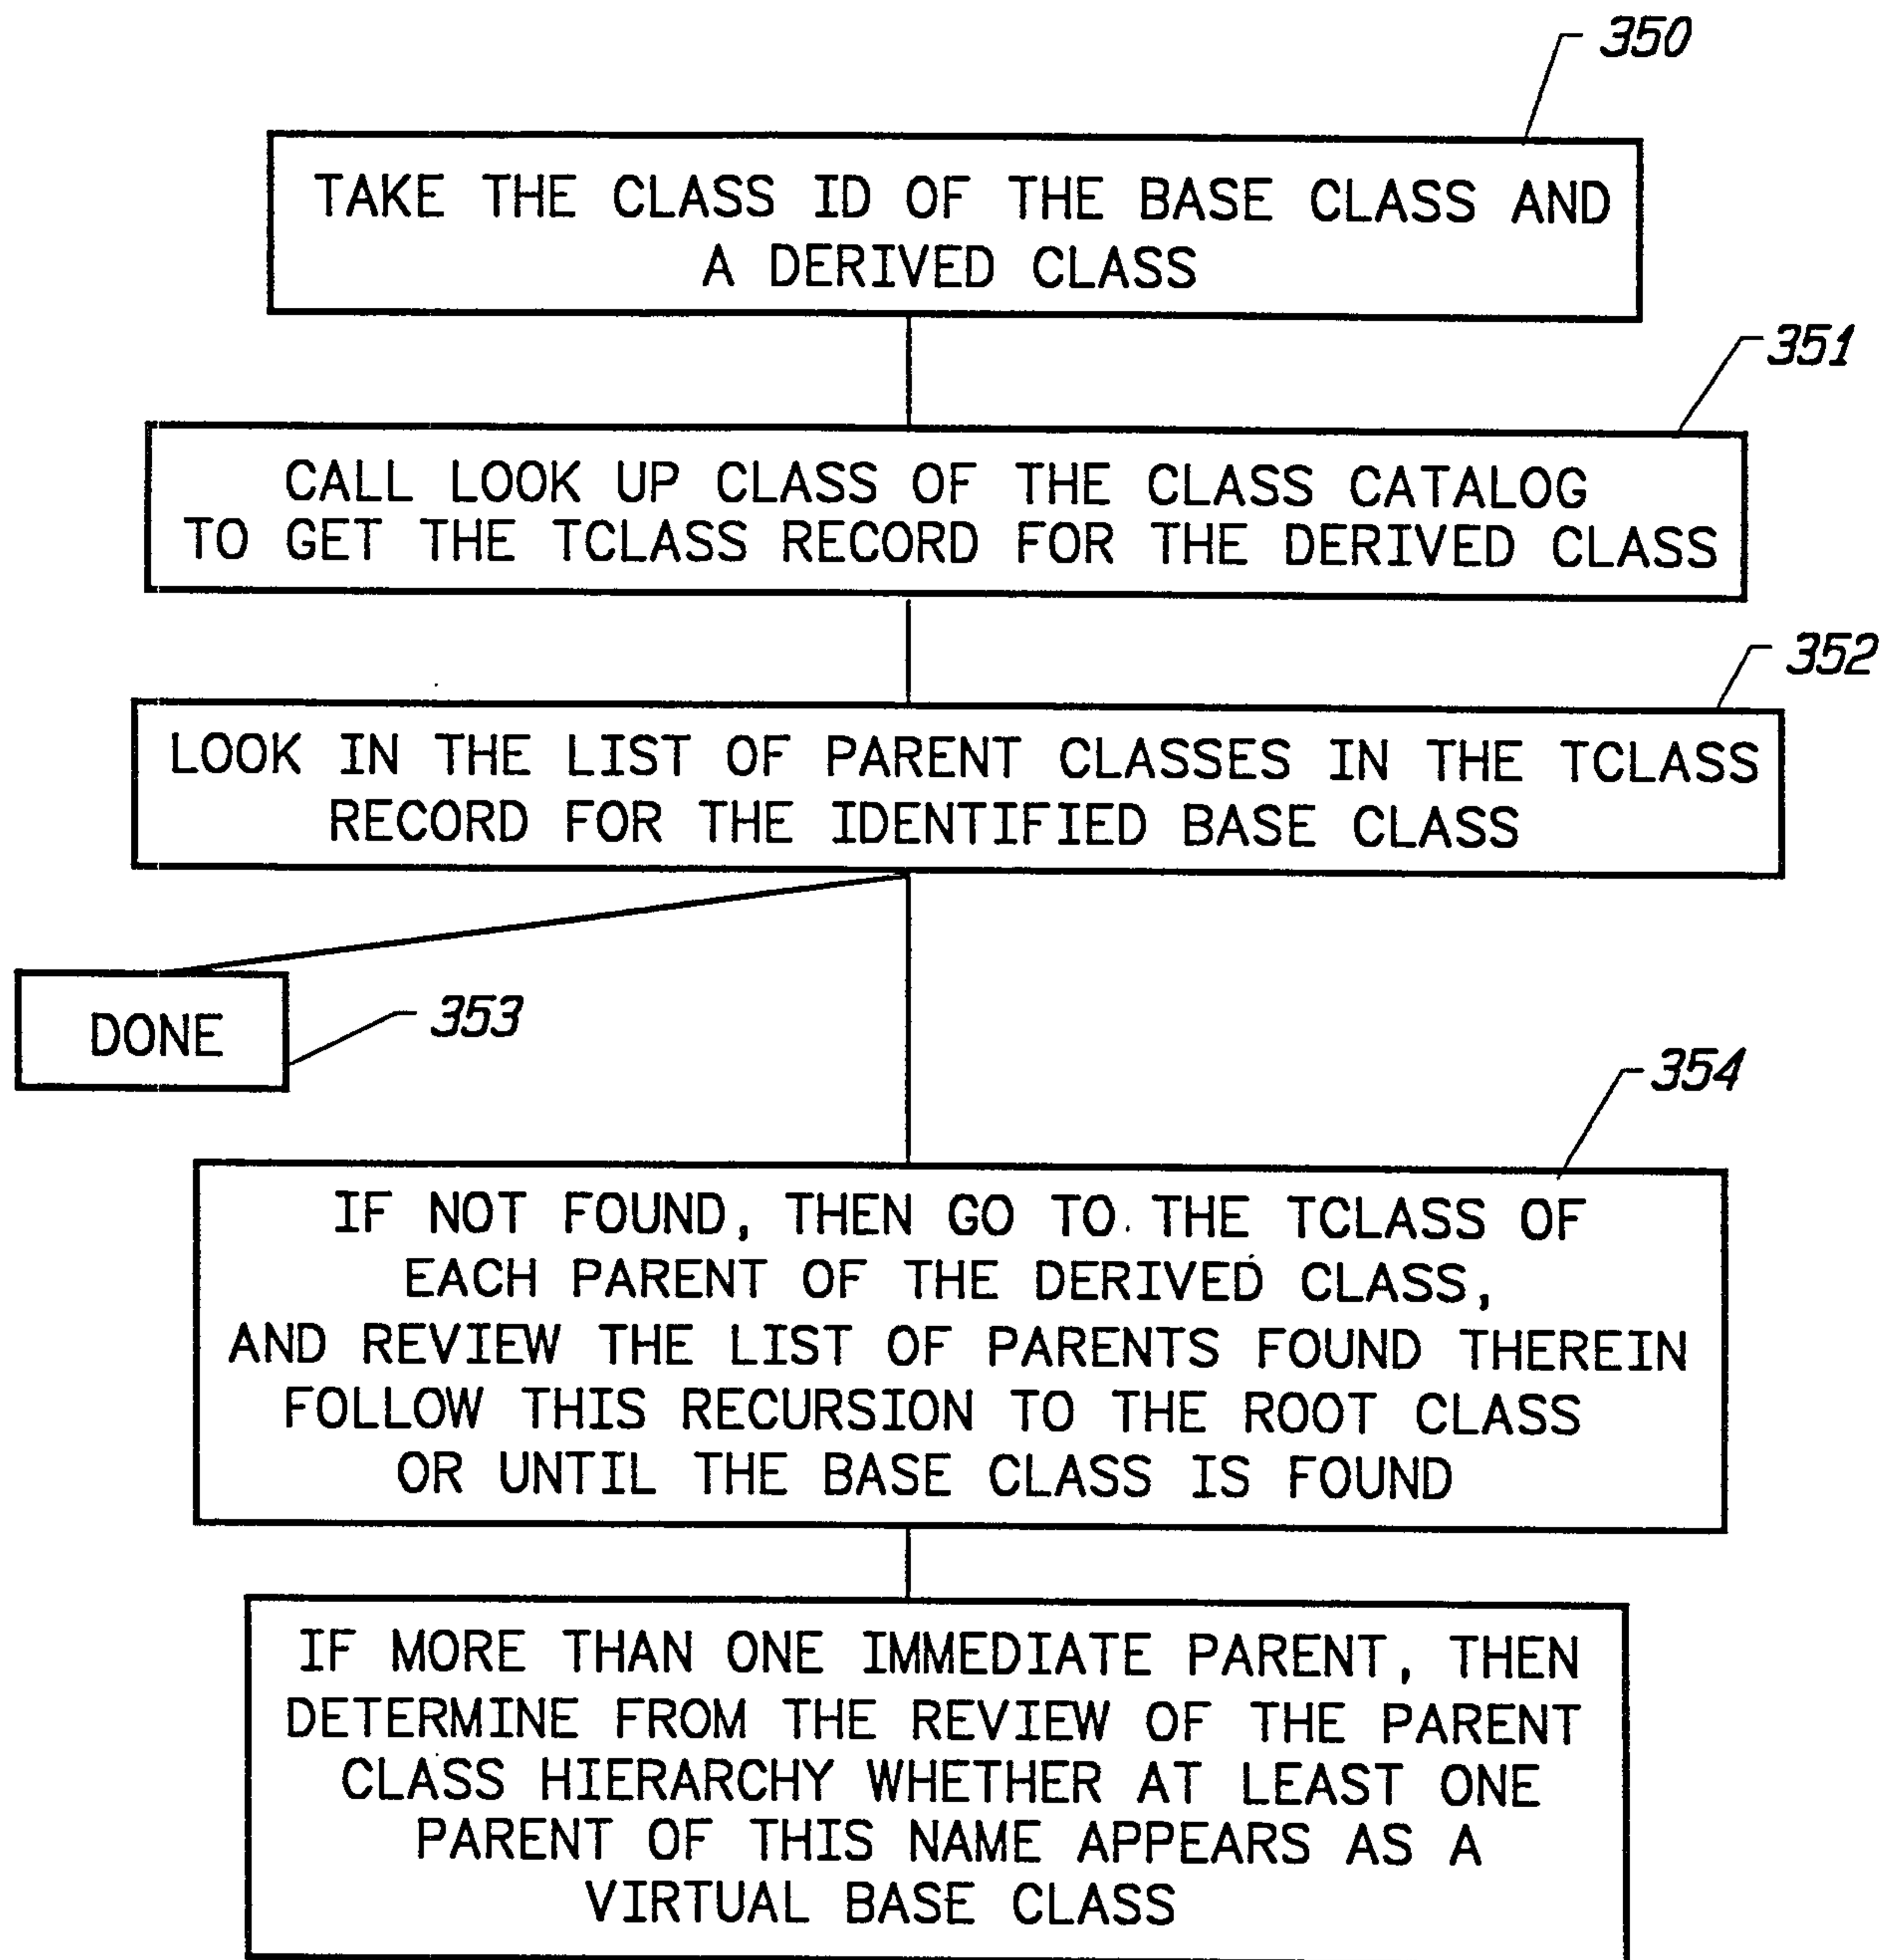 350
TAKE THE CLASS ID OF THE BASE CLASS AND
A DERIVED CLASS
351
CALL LOOK UP CLASS OF THE CLASS CATALOG
TO GET THE TCLASS RECORD FOR THE DERIVED CLASS
352
LOOK IN THE LIST OF PARENT CLASSES IN THE TCLASS
RECORD FOR THE IDENTIFIED BASE CLASS
DONE
353
354
IF NOT FOUND, THEN GO TO THE TCLASS OF
EACH PARENT OF THE DERIVED CLASS,
AND REVIEW THE LIST OF PARENTS FOUND THEREIN
FOLLOW THIS RECURSION TO THE ROOT CLASS
OR UNTIL THE BASE CLASS IS FOUND
IF MORE THAN ONE IMMEDIATE PARENT, THEN
DETERMINE FROM THE REVIEW OF THE PARENT
CLASS HIERARCHY WHETHER AT LEAST ONE
PARENT OF THIS NAME APPEARS AS A
VIRTUAL BASE CLASS